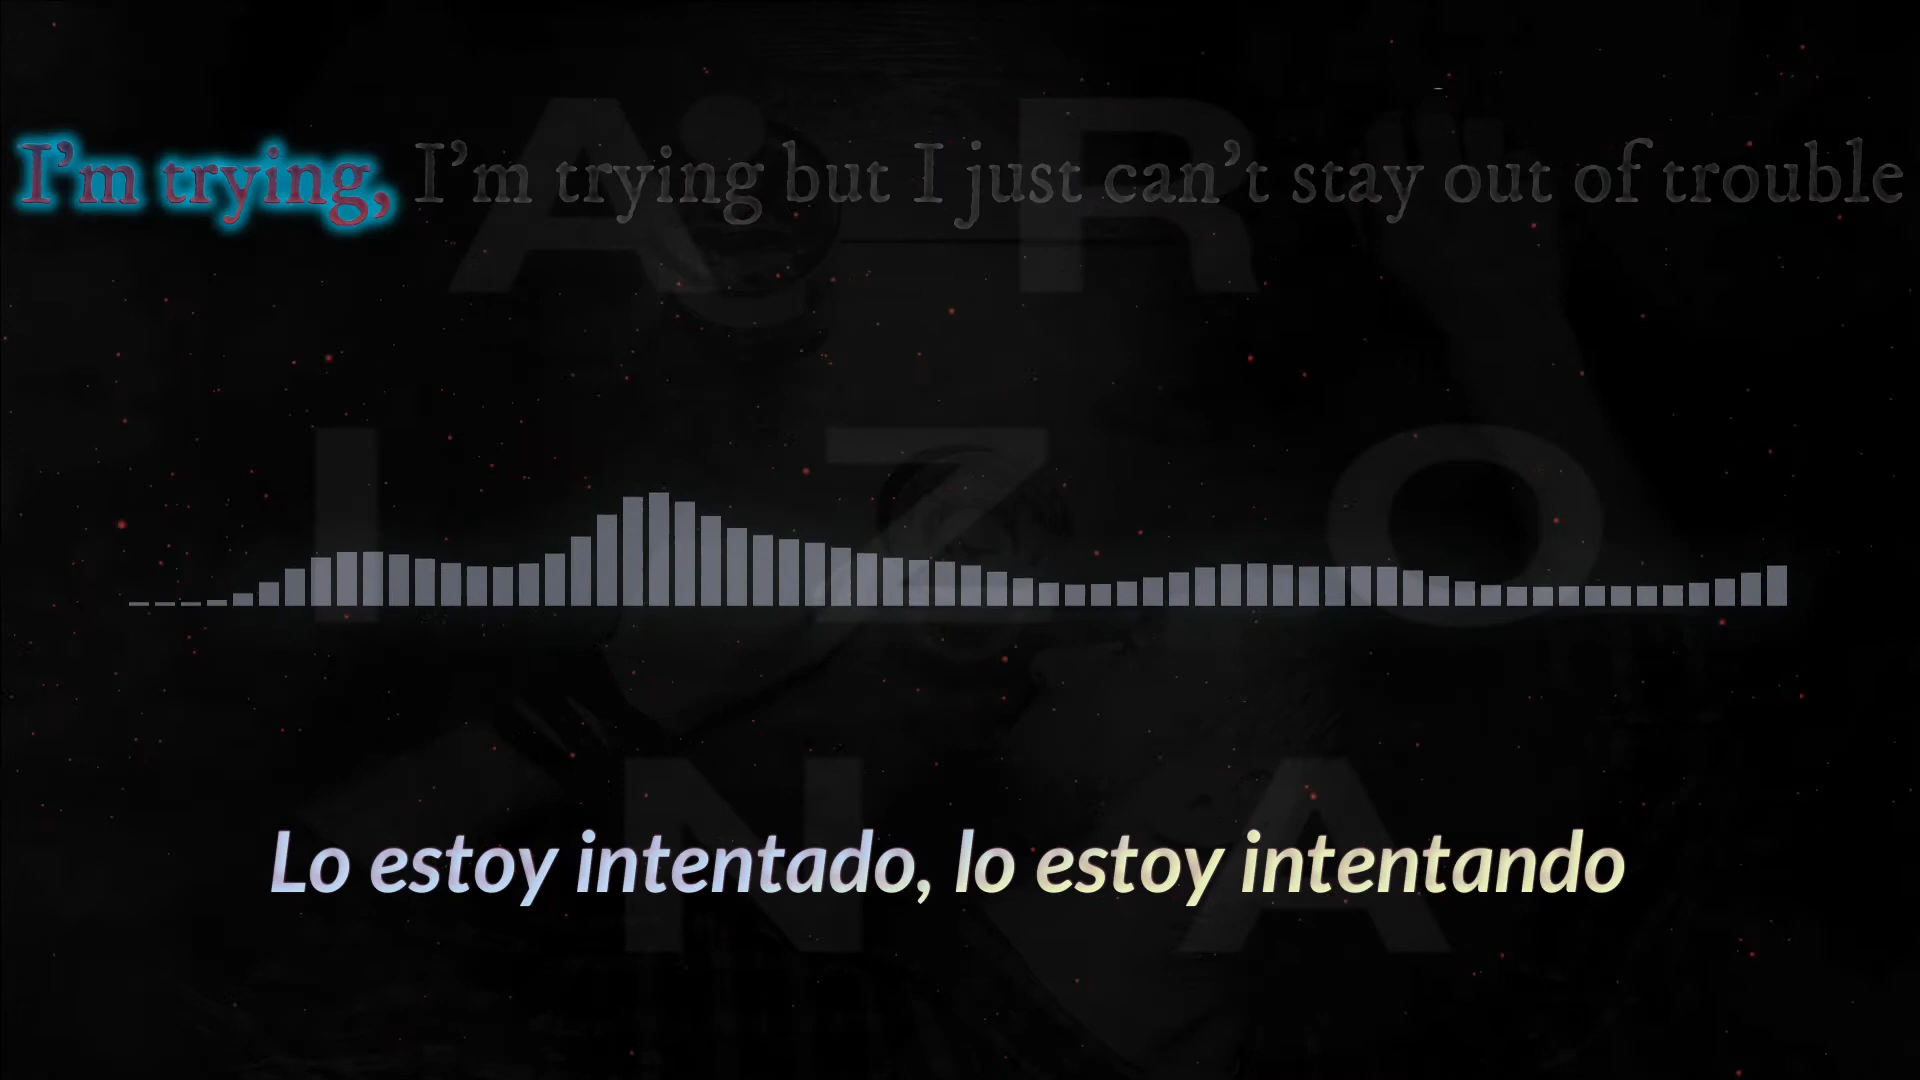 I'm trying, I'm trying but I just can't stay out of trouble
A R
I Z O
Lo estoy intentado, lo estoy intentando
N A